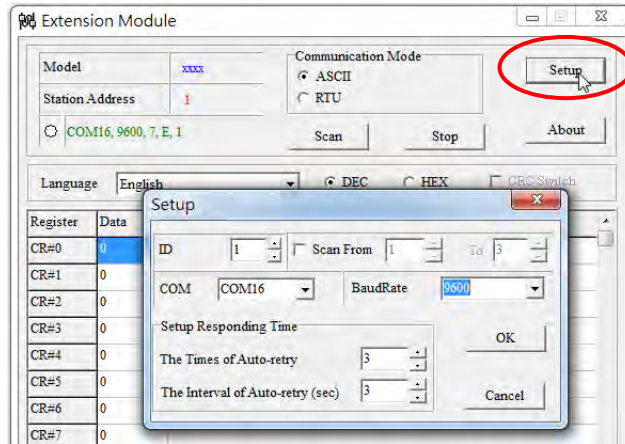 Extension Module
Model xxxx
Communication Mode
ASCII
RTU
Setup
Station Address 1
COM16, 9600, 7, E, 1
Scan Stop About
Language English DEC HEX CRC Switch
Register Data
Setup
CR#0 0
ID 1 Scan From 1 To 3
CR#1 0
COM COM16 BaudRate 9600
CR#2 0
CR#3 0
Setup Responding Time
OK
CR#4 0
The Times of Auto-retry 3
CR#5 0
The Interval of Auto-retry (sec) 3
Cancel
CR#6 0
CR#7 0